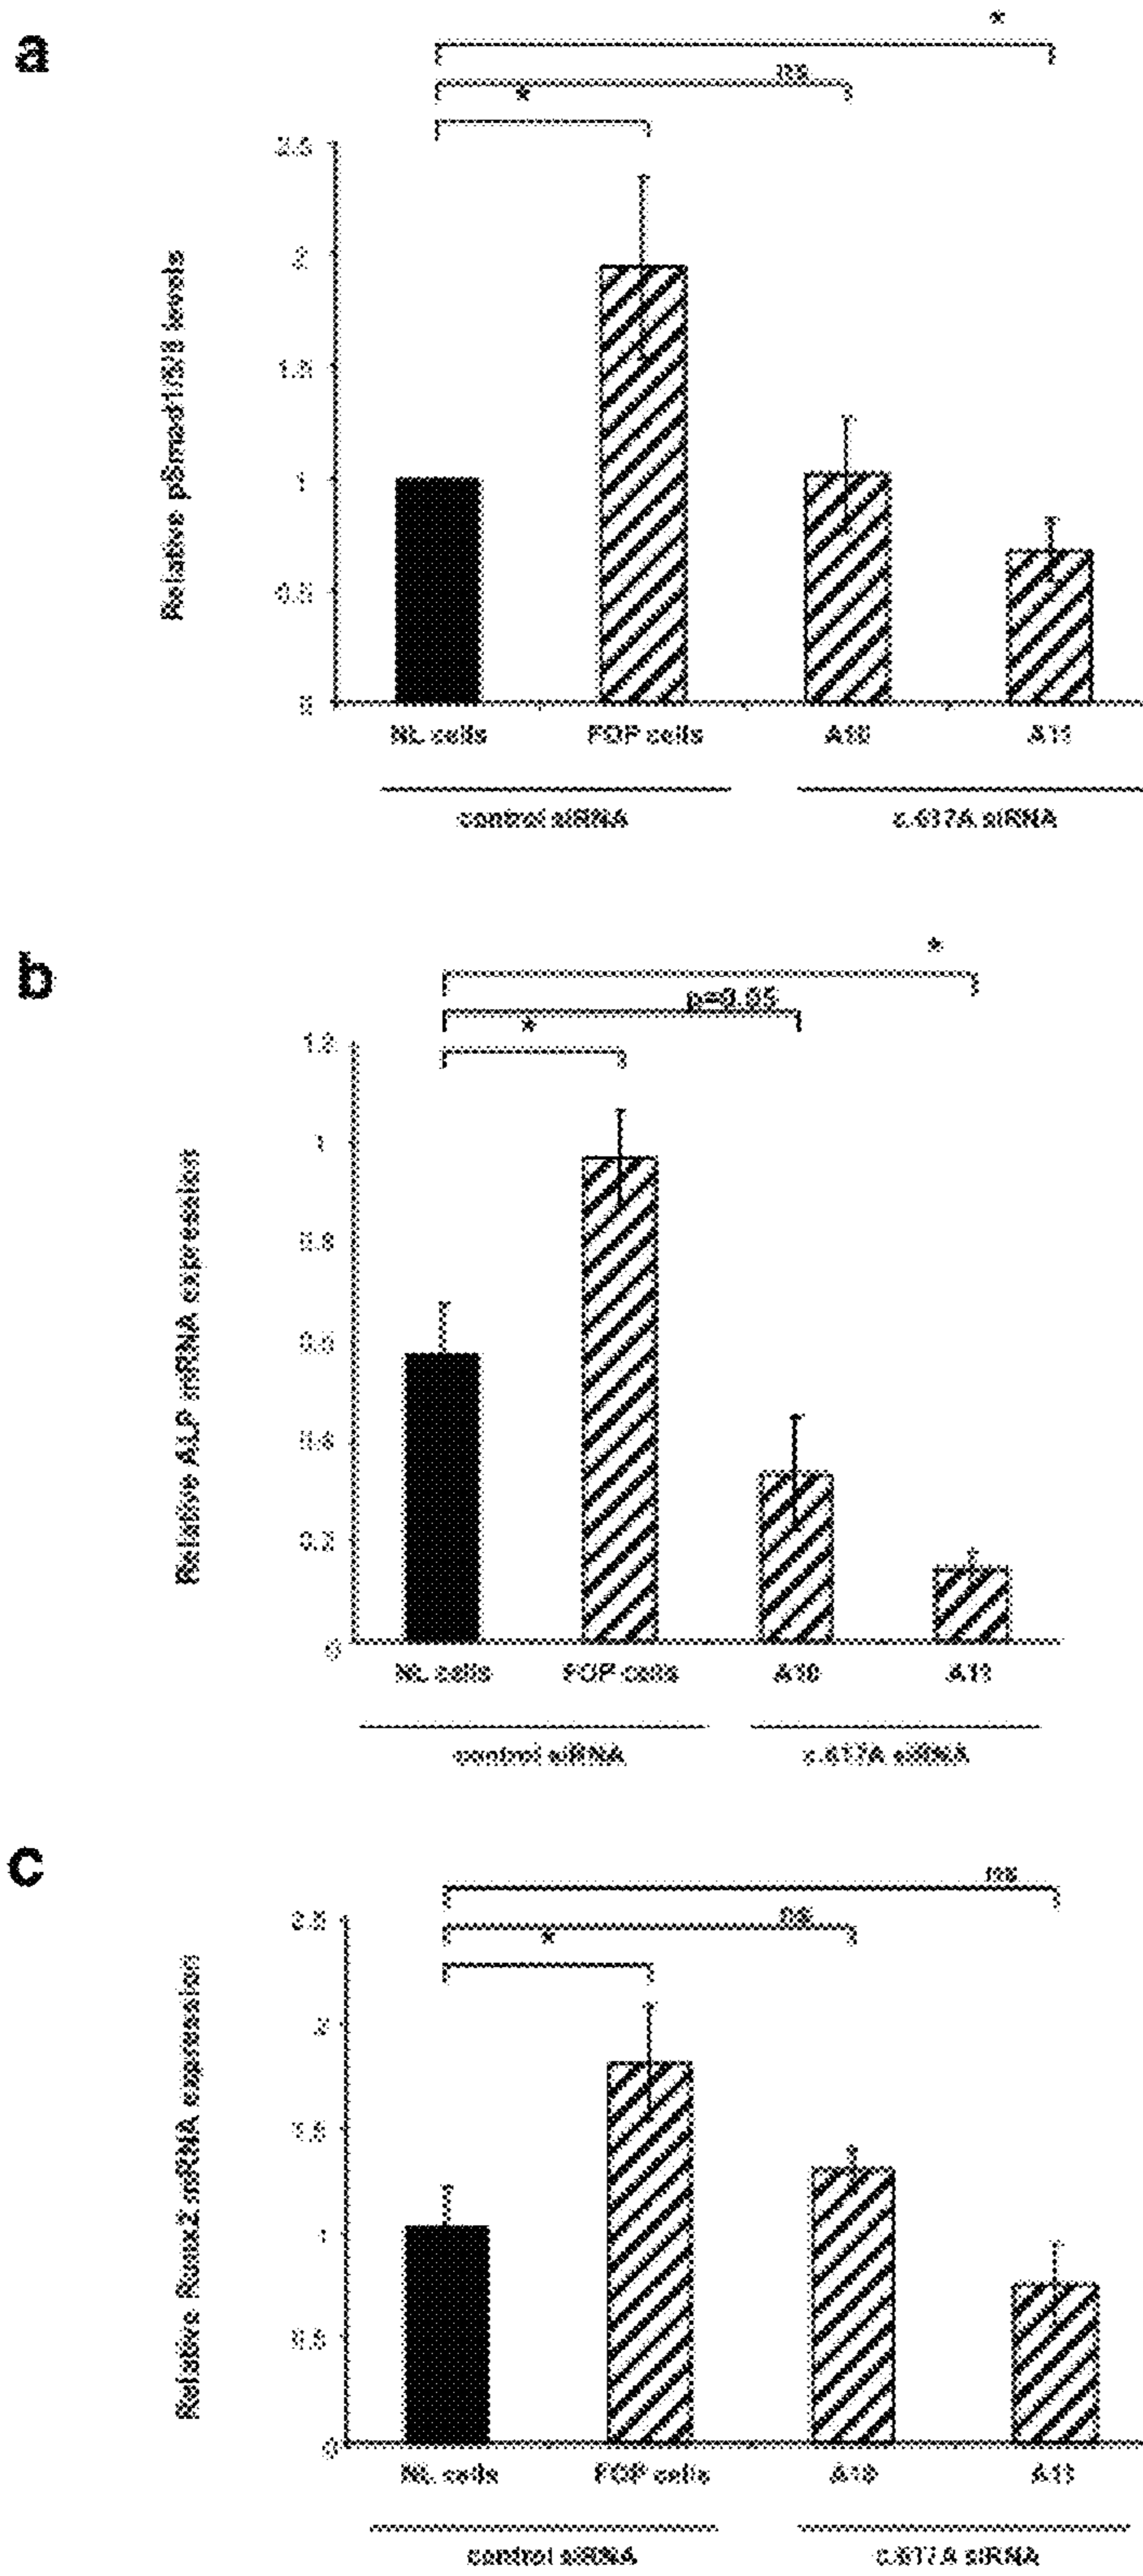 a
*
ns
*
2.5
2
1.5
1
0.5
0
Relative pSmad1/5/8 levels
NL cells FOP cells A10 A11
control siRNA c.617A siRNA
b
*
p=0.05
*
1.2
1
0.8
0.6
0.4
0.2
0
Relative ALP mRNA expression
NL cells FOP cells A10 A11
control siRNA c.617A siRNA
c
ns
ns
*
2.5
2
1.5
1
0.5
0
Relative Runx2 mRNA expression
NL cells FOP cells A10 A11
control siRNA c.617A siRNA